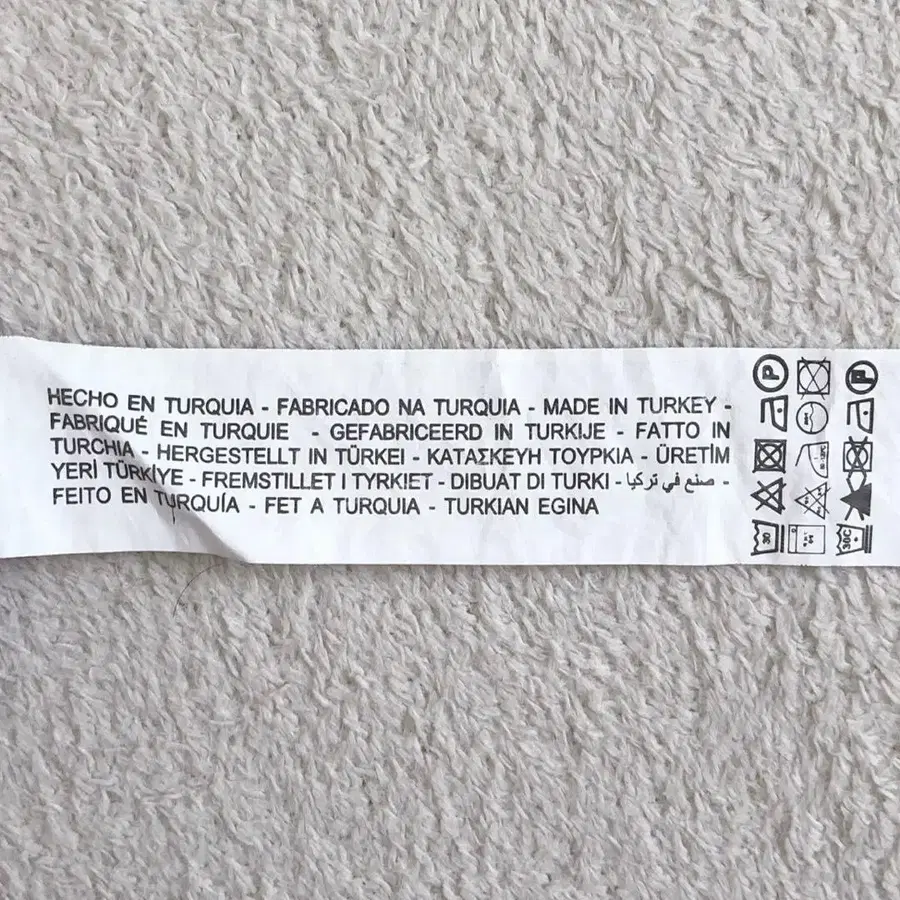 HECHO EN TURQUIA - FABRICADO NA TURQUIA - MADE IN TURKEY -
FABRIQUÉ EN TURQUIE - GEFABRICEERD IN TURKIJE - FATTO IN
TURCHIA - HERGESTELLT IN TÜRKEI - ΚΑΤΑΣΚΕΥΗ ΤΟΥΡΚΙΑ - ÜRETİM
YERİ TÜRKİYE - FREMSTILLET I TYRKIET - DIBUAT DI TURKI - صنع في تركيا -
FEITO EN TURQUÍA - FET A TURQUIA - TURKIAN EGINA
P
P
30
30C